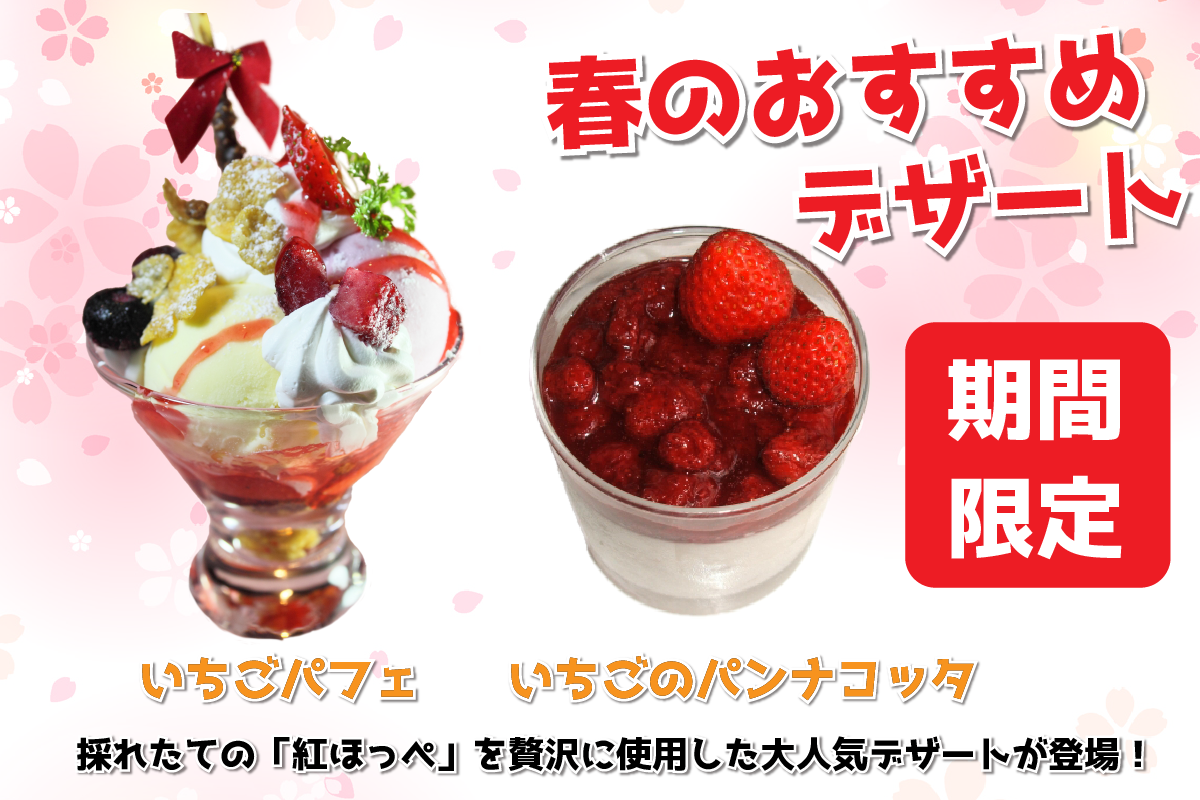 春のおすすめ
デザート
期間
限定
いちごパフェ
いちごのパンナコッタ
採れたての「紅ほっぺ」を贅沢に使用した大人気デザートが登場！